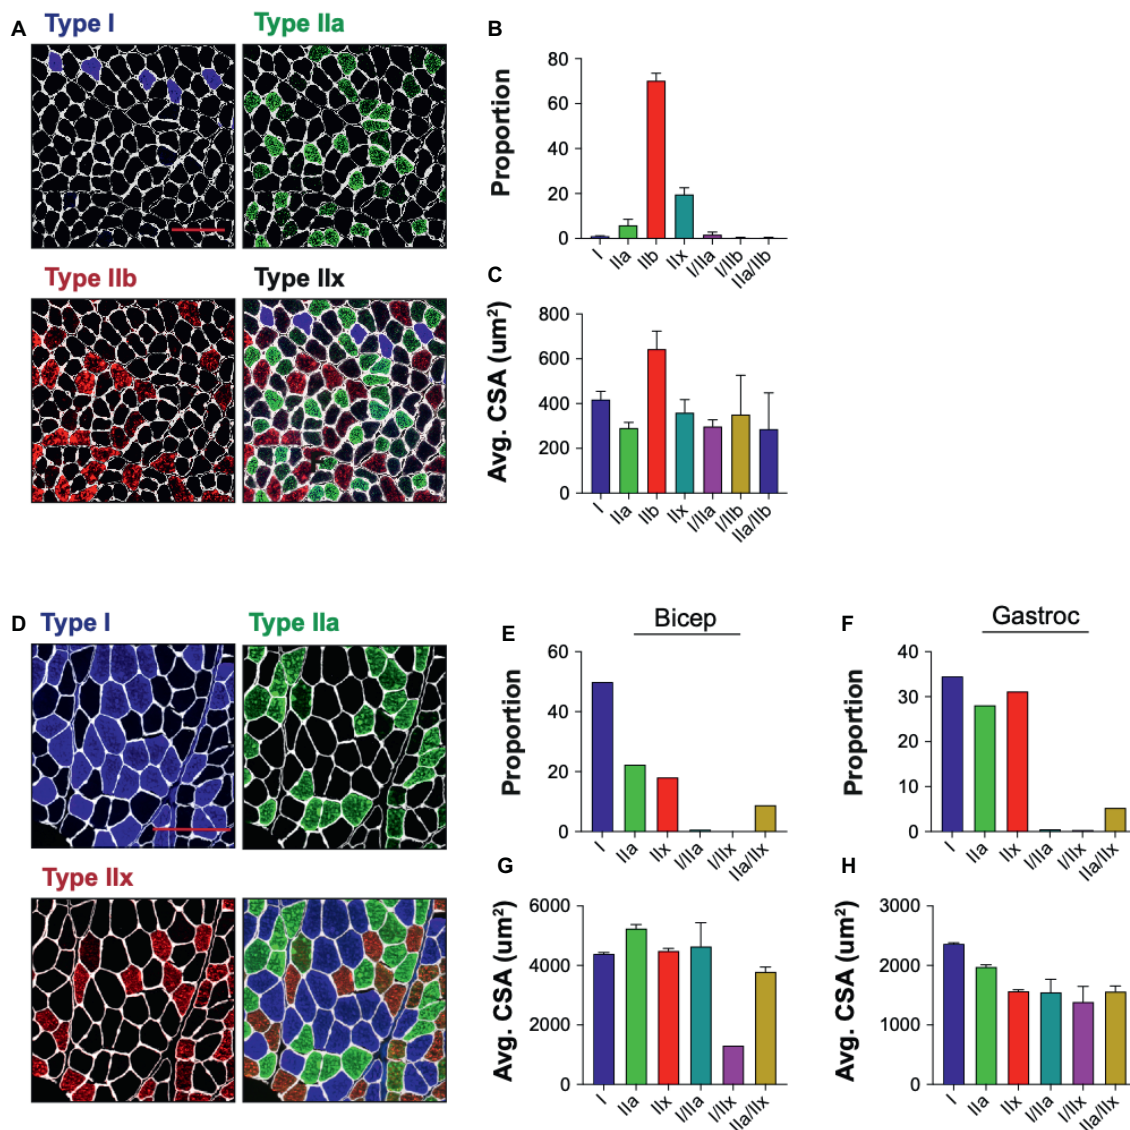 A
Type I
Type IIa
Type IIb
Type IIx
B
Proportion
80
60
40
20
0
I
IIa
IIb
IIx
I/IIa
I/IIb
IIa/IIb
C
Avg. CSA (um²)
800
600
400
200
0
I
IIa
IIb
IIx
I/IIa
I/IIb
IIa/IIb
D
Type I
Type IIa
Type IIx
E
Bicep
Proportion
60
40
20
0
I
IIa
IIx
I/IIa
I/IIx
IIa/IIx
F
Gastroc
Proportion
40
30
20
10
0
I
IIa
IIx
I/IIa
I/IIx
IIa/IIx
G
Avg. CSA (um²)
6000
4000
2000
0
I
IIa
IIx
I/IIa
I/IIx
IIa/IIx
H
Avg. CSA (um²)
3000
2000
1000
0
I
IIa
IIx
I/IIa
I/IIx
IIa/IIx